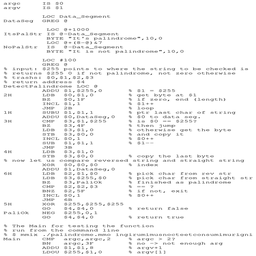 argc IS $0
argv IS $1
LOC Data_Segment
DataSeg GREG @
LOC @+1000
ItsPalStr IS @-Data_Segment
BYTE "It's palindrome",10,0
LOC @+(8-@)&7
NoPalStr IS @-Data_Segment
BYTE "It is not palindrome",10,0
LOC #100
GREG @
% input: $255 points to where the string to be checked is
% returns $255 0 if not palindrome, not zero otherwise
% trashs: $0,$1,$2,$3
% return address $4
DetectPalindrome LOC @
ADDU $1,$255,0 % $1 = $255
2H LDB $0,$1,0 % get byte at $1
BZ $0,1F % if zero, end (length)
INCL $1,1 % $1++
JMP 2B % loop
1H SUBU $1,$1,1 % ptr last char of string
ADDU $0,DataSeg,0 % $0 to data seg.
3H CMP $3,$1,$255 % is $0 == $255?
BZ $3,4F % then jump
LDB $3,$1,0 % otherwise get the byte
STB $3,$0,0 % and copy it
INCL $0,1 % $0++
SUB $1,$1,1 % $1--
JMP 3B
4H LDB $3,$1,0
STB $3,$0,0 % copy the last byte
% now let us compare reversed string and straight string
XOR $0,$0,$0 % index
ADDU $1,DataSeg,0
6H LDB $2,$1,$0 % pick char from rev str
LDB $3,$255,$0 % pick char from straight str
BZ $3,PaliOk % finished as palindrome
CMP $2,$2,$3 % == ?
BNZ $2,5F % if not, exit
INCL $0,1 % $0++
JMP 6B
5H XOR $255,$255,$255
GO $4,$4,0 % return false
PaliOk NEG $255,0,1
GO $4,$4,0 % return true
% The Main for testing the function
% run from the command line
% $ mmix ./palindrome.mmo ingirumimusnocteetconsumimurigni
Main CMP argc,argc,2 % argc > 2?
BN argc,3F % no -> not enough arg
ADDU $1,$1,8 % argv+1
LDOU $255,$1,0 % argv[1]